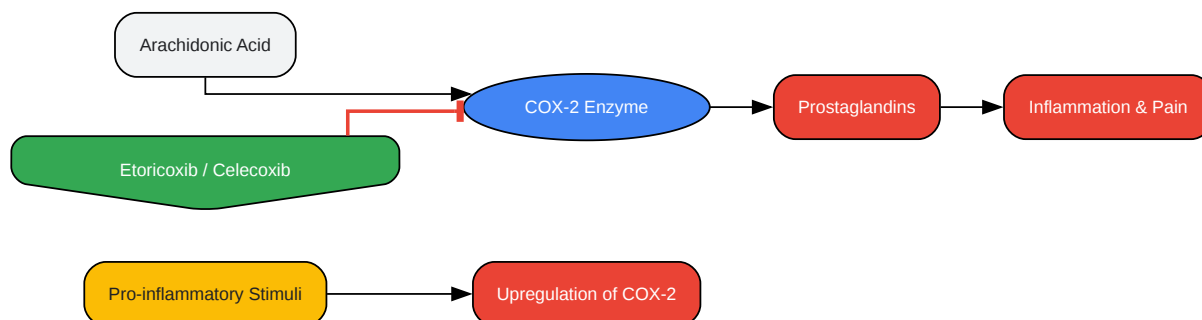 Arachidonic Acid
COX-2 Enzyme
Prostaglandins
Inflammation & Pain
Etoricoxib / Celecoxib
Pro-inflammatory Stimuli
Upregulation of COX-2